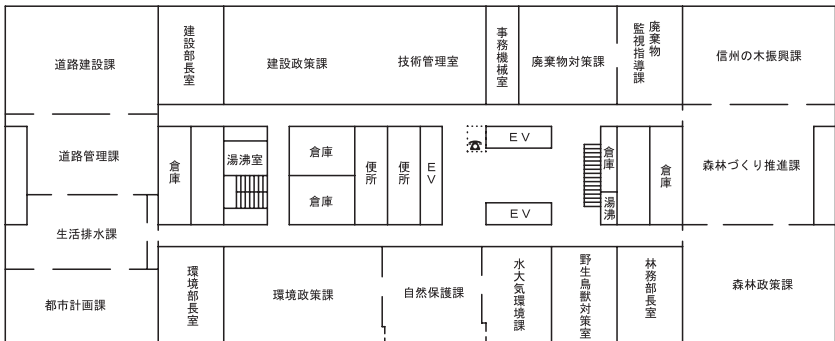 道路建設課
建設部長室
建設政策課
技術管理室
事務機械室
廃棄物対策課
廃棄物
監視指導課
信州の木振興課
道路管理課
倉庫
湯沸室
倉庫
倉庫
便所
便所
EV
☎
EV
EV
倉庫
湯沸
倉庫
森林づくり推進課
生活排水課
都市計画課
環境部長室
環境政策課
自然保護課
水大気環境課
野生鳥獣対策室
林務部長室
森林政策課